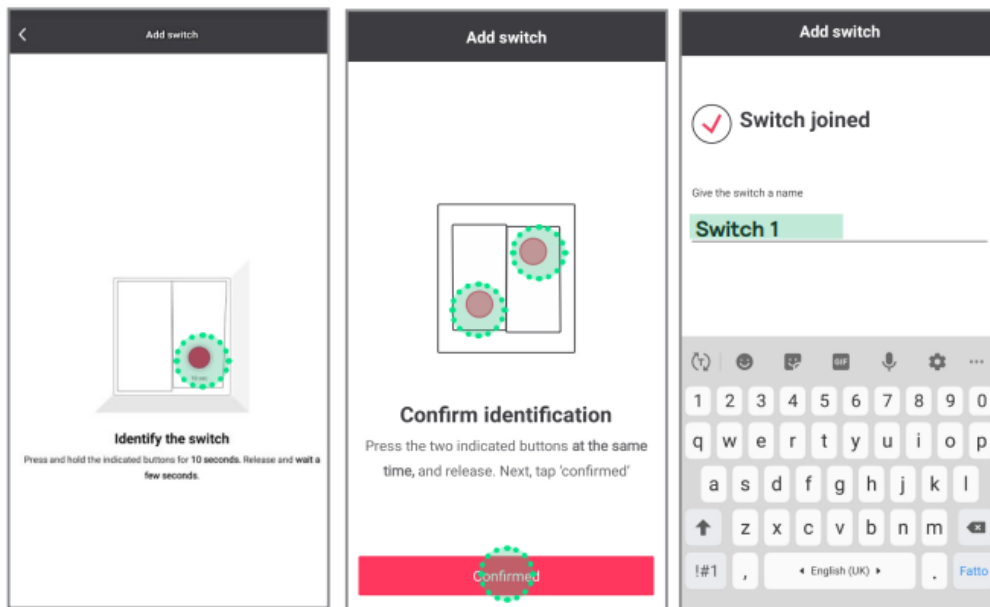 Add switch
10 sec
Identify the switch
Press and hold the indicated buttons for 10 seconds. Release and wait a
few seconds.
Add switch
Confirm identification
Press the two indicated buttons at the same
time, and release. Next, tap ‘confirmed’
Confirmed
Add switch
Switch joined
Give the switch a name
Switch 1
GIF
1 2 3 4 5 6 7 8 9 0
q w e r t y u i o p
a s d f g h j k l
z x c v b n m
!#1 , English (UK) . Fatto